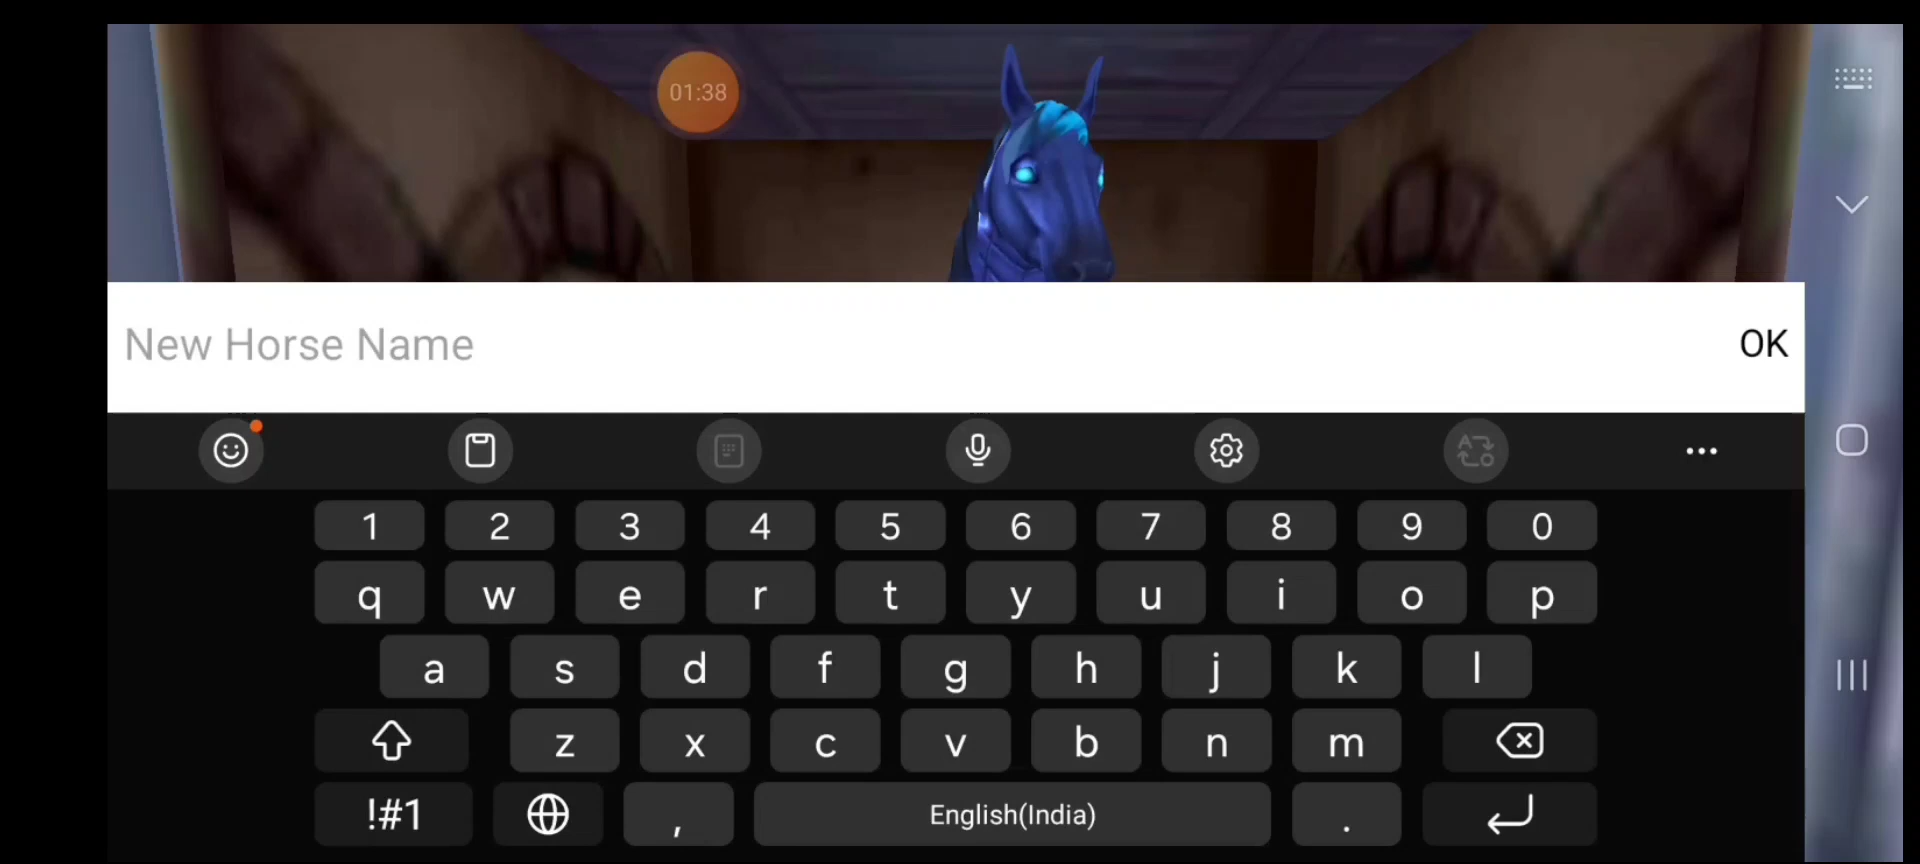 01:38
New Horse Name
OK
1 2 3 4 5 6 7 8 9 0
q w e r t y u i o p
a s d f g h j k l
z x c v b n m
!#1 , English(India) .